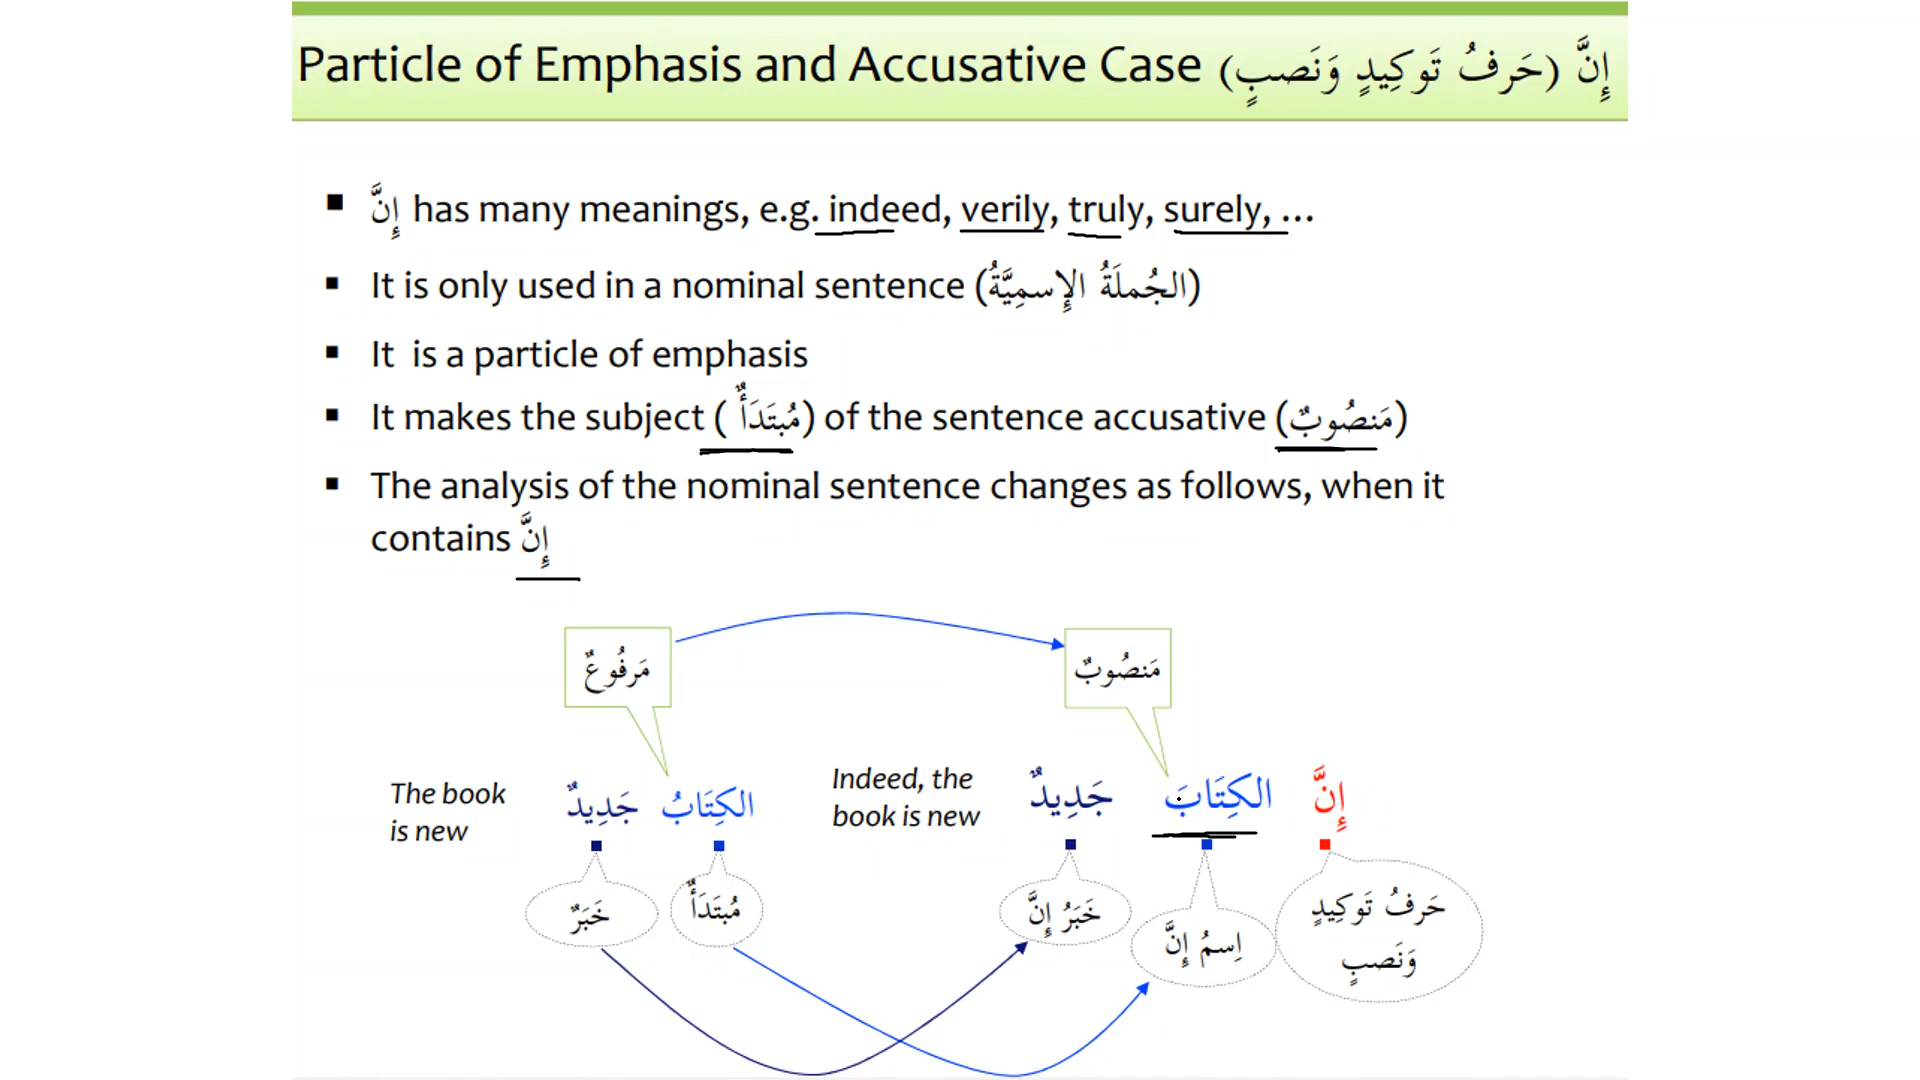 Particle of Emphasis and Accusative Case (حَرفُ تَوكِيدٍ وَنَصبٍ) إِنَّ
▪ إِنَّ has many meanings, e.g. indeed, verily, truly, surely, ...
▪ It is only used in a nominal sentence (الجُملَةُ الإِسمِيَّةُ)
▪ It is a particle of emphasis
▪ It makes the subject (مُبتَدَأٌ) of the sentence accusative (مَنصُوبٌ)
▪ The analysis of the nominal sentence changes as follows, when it
contains إِنَّ
مَرفُوعٌ
مَنصُوبٌ
The book
is new
الكِتَابُ جَدِيدٌ
Indeed, the
book is new
إِنَّ الكِتَابَ جَدِيدٌ
خَبَرٌ
مُبتَدَأٌ
خَبَرُ إِنَّ
اِسمُ إِنَّ
حَرفُ تَوكِيدٍ
وَنَصبٍ